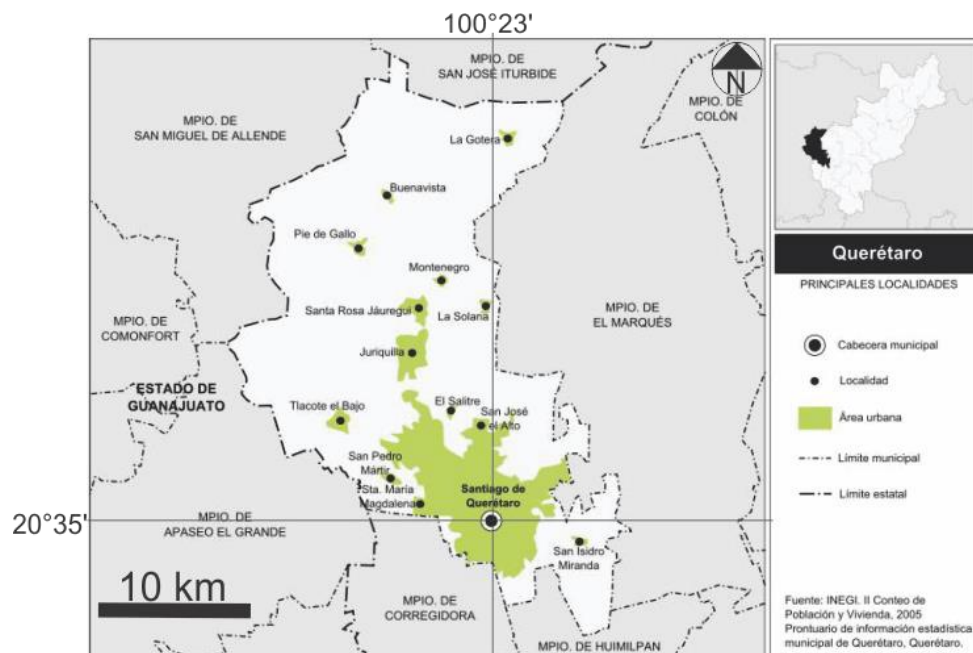 100°23'
MPIO. DE
SAN JOSÉ ITURBIDE
N
MPIO. DE
COLÓN
MPIO. DE
SAN MIGUEL DE ALLENDE
La Gotera
Buenavista
Pie de Gallo
Montenegro
Santa Rosa Jáuregui
La Solana
MPIO. DE
EL MARQUÉS
MPIO. DE
COMONFORT
Juriquilla
ESTADO DE
GUANAJUATO
Tlacote el Bajo
El Salitre
San José
el Alto
San Pedro
Mártir
Sta. María
Magdalena
Santiago de
Querétaro
20°35'
MPIO. DE
APASEO EL GRANDE
San Isidro
Miranda
10 km
MPIO. DE
CORREGIDORA
MPIO. DE HUIMILPAN
Querétaro
PRINCIPALES LOCALIDADES
Cabecera municipal
Localidad
Área urbana
Límite municipal
Límite estatal
Fuente: INEGI. II Conteo de
Población y Vivienda, 2005
Prontuario de información estadística
municipal de Querétaro, Querétaro.